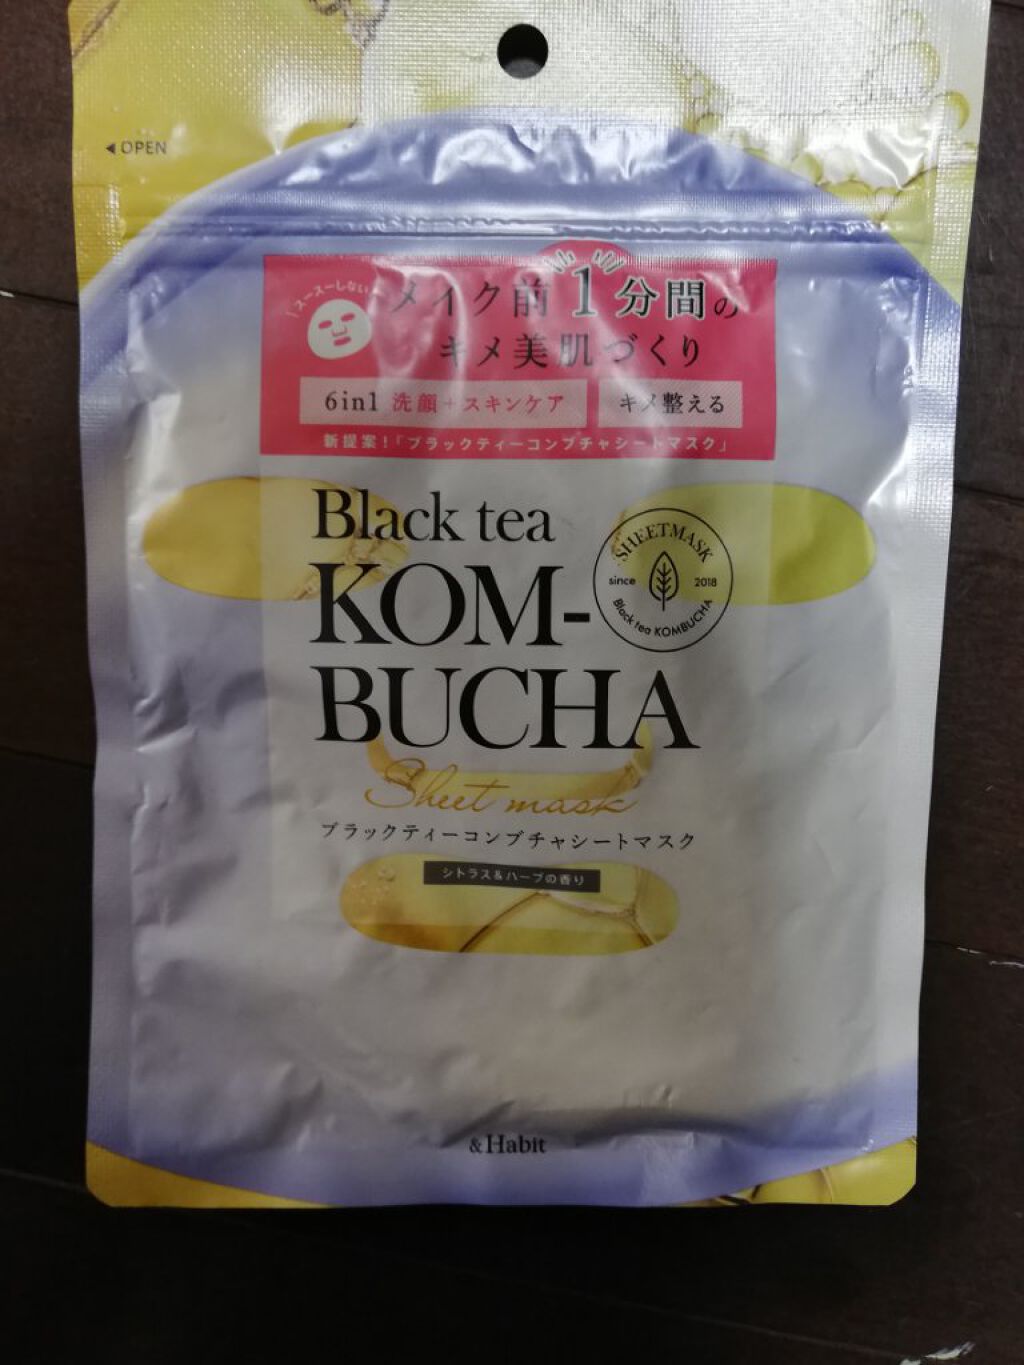 ◀ OPEN
「スースーしない」
メイク前 1分間の
キメ美肌づくり
6in1 洗顔+スキンケア
キメ整える
新提案!「ブラックティーコンブチャシートマスク」
Black tea
KOM-
BUCHA
SHEETMASK
since 2018
Black tea KOMBUCHA
Sheet mask
ブラックティーコンブチャシートマスク
シトラス&ハーブの香り
&Habit